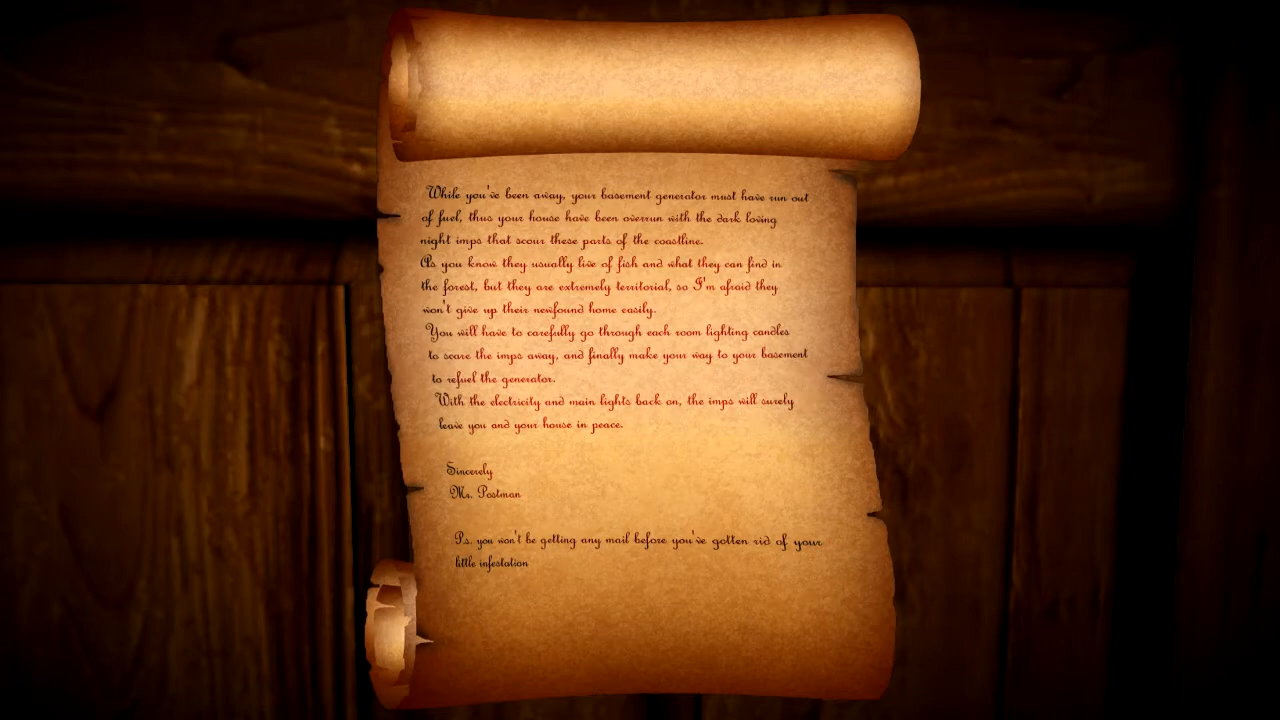 While you've been away, your basement generator must have run out
of fuel, thus your house have been overrun with the dark loving
night imps that scour these parts of the coastline.
As you know they usually live of fish and what they can find in
the forest, but they are extremely territorial, so I'm afraid they
won't give up their newfound home easily.
You will have to carefully go through each room lighting candles
to scare the imps away, and finally make your way to your basement
to refuel the generator.
With the electricity and main lights back on, the imps will surely
leave you and your house in peace.
Sincerely
Mr. Postman
P.s. you won't be getting any mail before you've gotten rid of your
little infestation